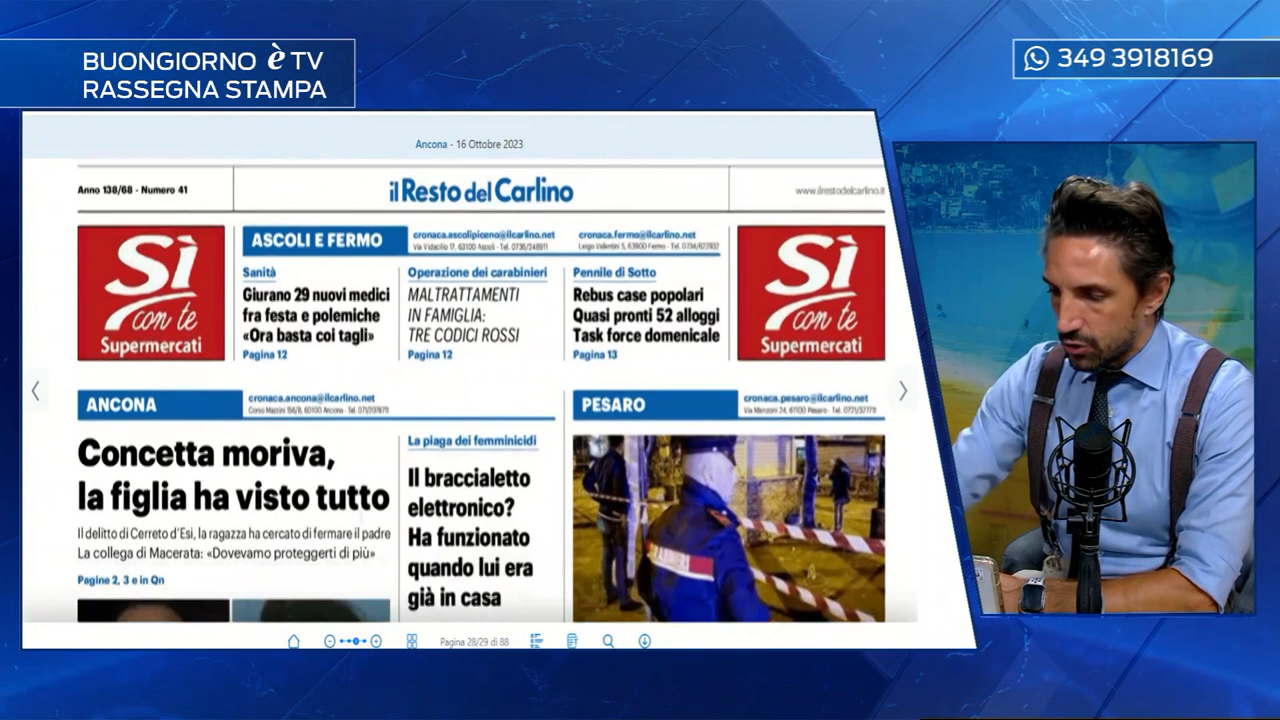 BUONGIORNO è TV
RASSEGNA STAMPA
349 3918169
Ancona - 16 Ottobre 2023
Anno 138/68 - Numero 41
il Resto del Carlino
www.ilrestodelcarlino.it
Sì
con te
Supermercati
ASCOLI E FERMO
cronaca.ascolipiceno@ilcarlino.net
cronaca.fermo@ilcarlino.net
Sanità
Giurano 29 nuovi medici
fra festa e polemiche
«Ora basta coi tagli»
Pagina 12
Operazione dei carabinieri
MALTRATTAMENTI
IN FAMIGLIA:
TRE CODICI ROSSI
Pagina 12
Pennile di Sotto
Rebus case popolari
Quasi pronti 52 alloggi
Task force domenicale
Pagina 13
Sì
con te
Supermercati
ANCONA
cronaca.ancona@ilcarlino.net
Concetta moriva,
la figlia ha visto tutto
Il delitto di Cerreto d'Esi, la ragazza ha cercato di fermare il padre
La collega di Macerata: «Dovevamo proteggerti di più»
Pagine 2, 3 e in Qn
La piaga dei femminicidi
Il braccialetto
elettronico?
Ha funzionato
quando lui era
già in casa
PESARO
cronaca.pesaro@ilcarlino.net
Pagina 28/29 di 88